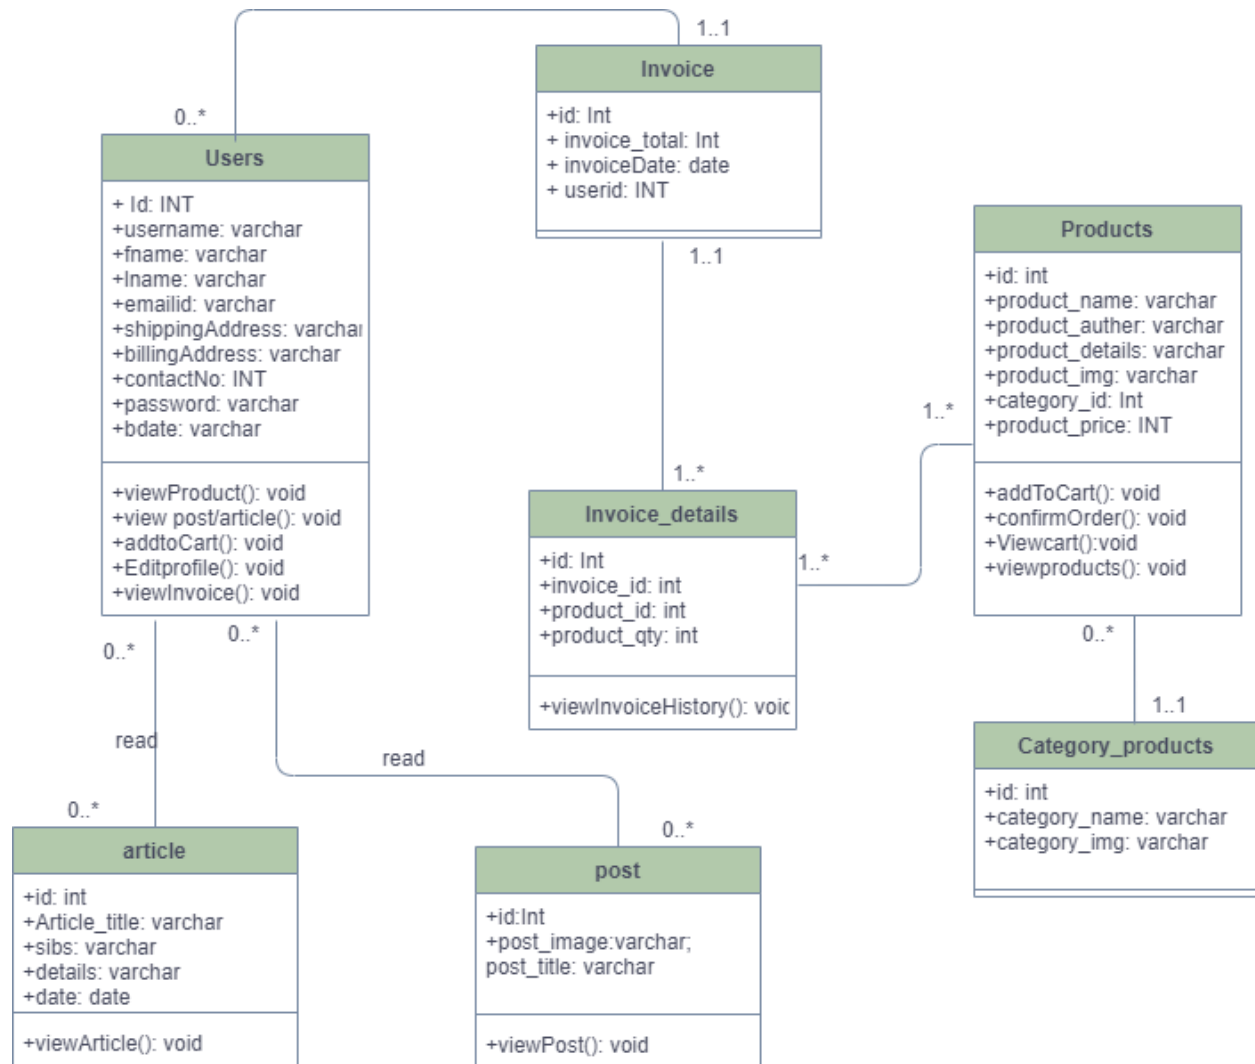 1..1
Invoice
+id: Int
+ invoice_total: Int
+ invoiceDate: date
+ userid: INT
0..*
Users
+ Id: INT
+username: varchar
+fname: varchar
+lname: varchar
+emailid: varchar
+shippingAddress: varchar
+billingAddress: varchar
+contactNo: INT
+password: varchar
+bdate: varchar
+viewProduct(): void
+view post/article(): void
+addtoCart(): void
+Editprofile(): void
+viewInvoice(): void
1..1
Products
+id: int
+product_name: varchar
+product_auther: varchar
+product_details: varchar
+product_img: varchar
+category_id: Int
+product_price: INT
+addToCart(): void
+confirmOrder(): void
+Viewcart():void
+viewproducts(): void
1..*
1..*
Invoice_details
+id: Int
+invoice_id: int
+product_id: int
+product_qty: int
+viewInvoiceHistory(): void
1..*
0..*
1..1
Category_products
+id: int
+category_name: varchar
+category_img: varchar
0..*
0..*
read
read
0..*
0..*
article
+id: int
+Article_title: varchar
+sibs: varchar
+details: varchar
+date: date
+viewArticle(): void
post
+id:Int
+post_image:varchar;
post_title: varchar
+viewPost(): void